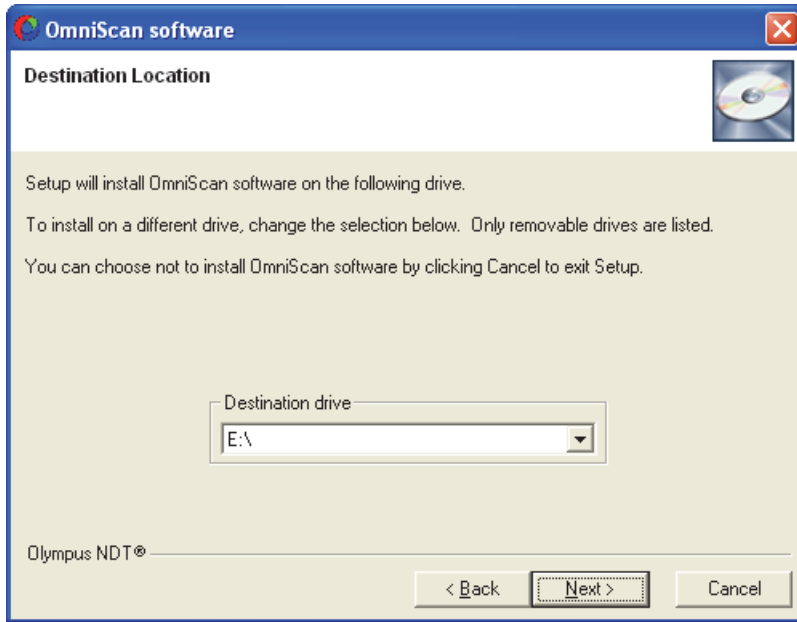 OmniScan software
Destination Location
Setup will install OmniScan software on the following drive.
To install on a different drive, change the selection below.  Only removable drives are listed.
You can choose not to install OmniScan software by clicking Cancel to exit Setup.
Destination drive
E:\
Olympus NDT®
< Back Next > Cancel